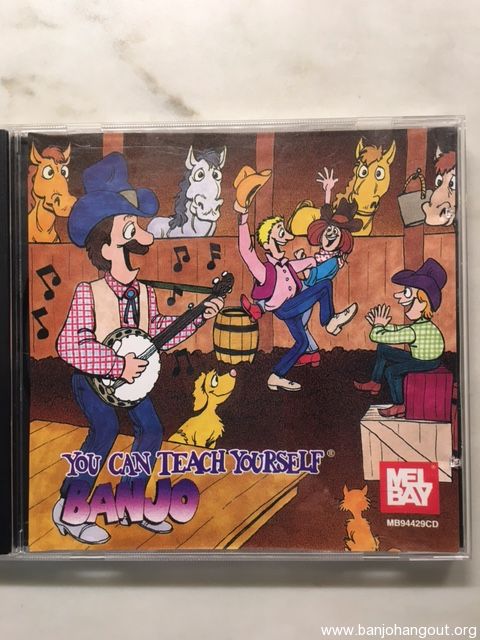 YOU CAN TEACH YOURSELF®
BANJO
MEL
BAY
®
MB94429CD
www.banjohangout.org